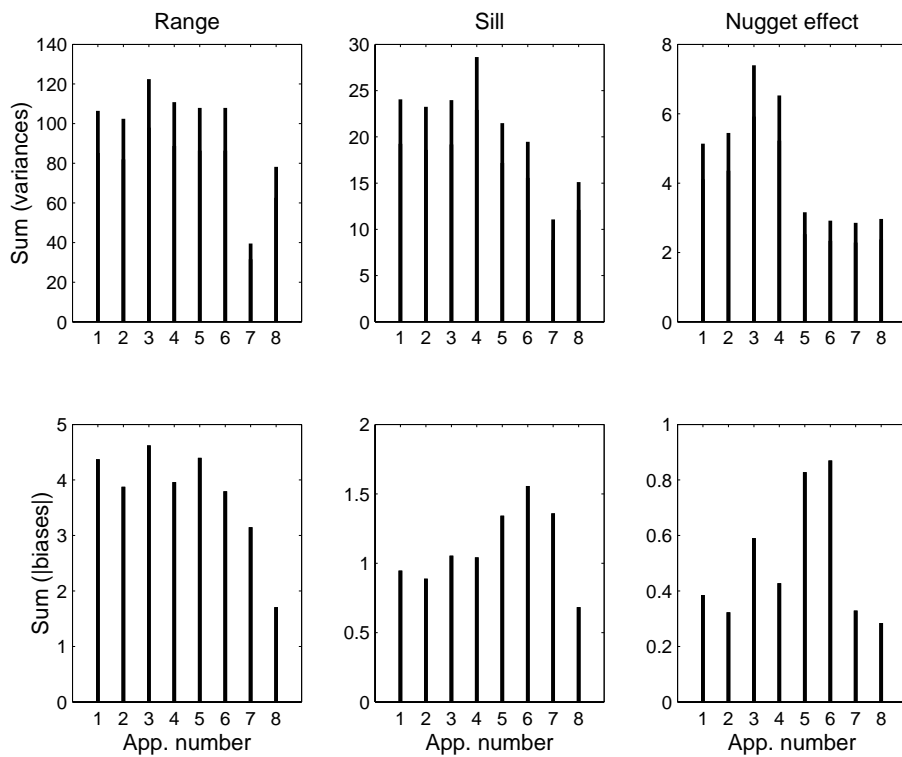 Range
Sill
Nugget effect
Sum (variances)
140
120
100
80
60
40
20
0
1 2 3 4 5 6 7 8
30
25
20
15
10
5
0
1 2 3 4 5 6 7 8
8
6
4
2
0
1 2 3 4 5 6 7 8
Sum (|biases|)
5
4
3
2
1
0
1 2 3 4 5 6 7 8
App. number
2
1.5
1
0.5
0
1 2 3 4 5 6 7 8
App. number
1
0.8
0.6
0.4
0.2
0
1 2 3 4 5 6 7 8
App. number